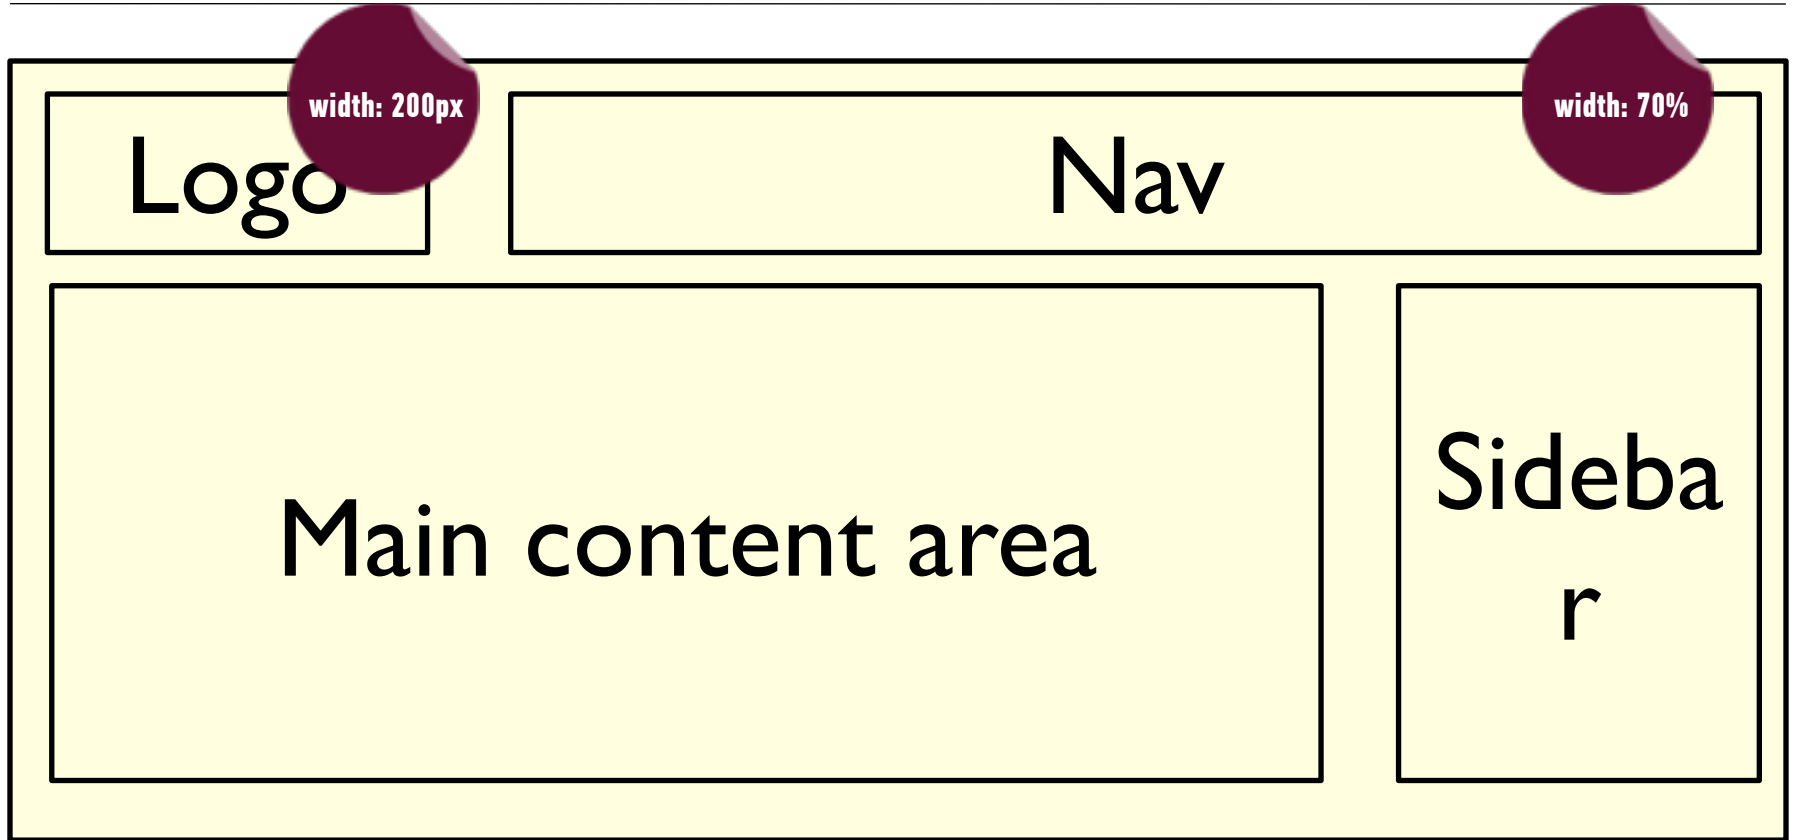 width: 200px
width: 70%
Logo
Nav
Main content area
Sideba
r